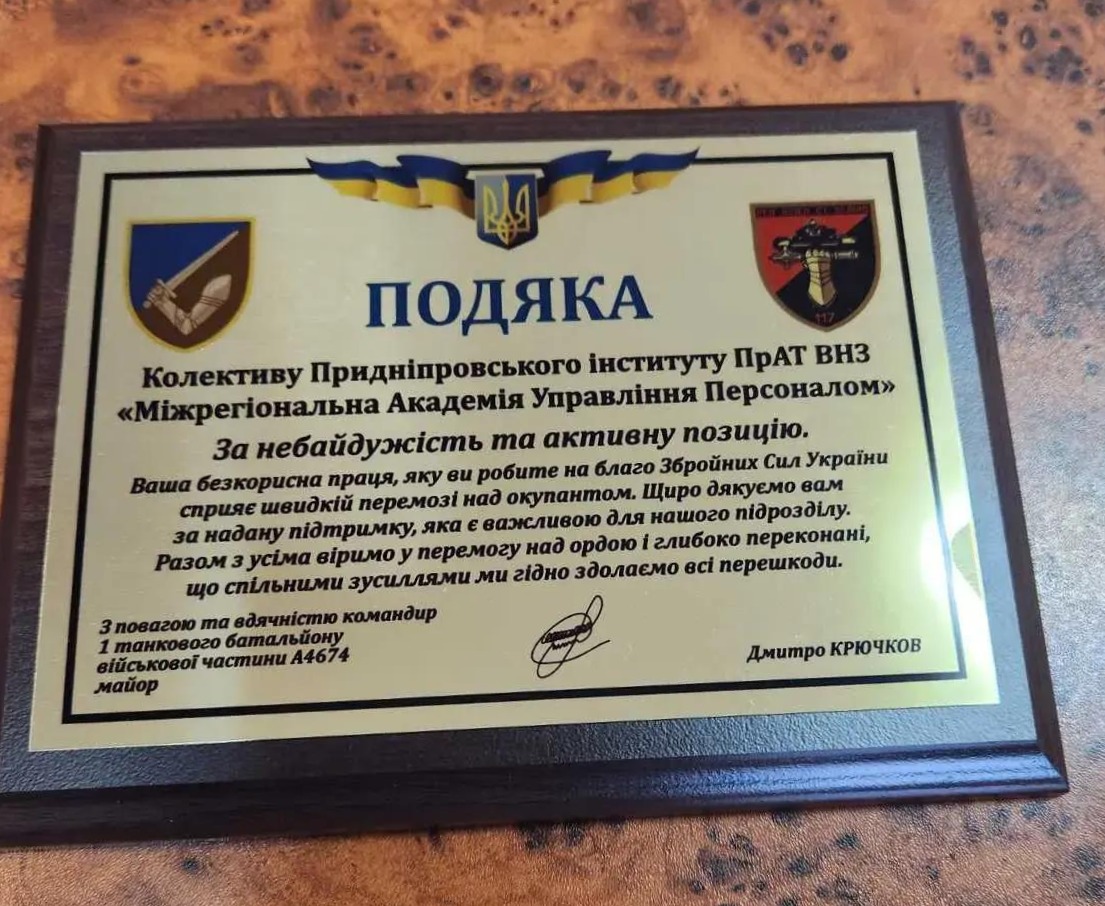 ПОДЯКА
Колективу Придніпровського інституту ПрАТ ВНЗ
«Міжрегіональна Академія Управління Персоналом»
За небайдужість та активну позицію.
Ваша безкорисна праця, яку ви робите на благо Збройних Сил України
сприяє швидкій перемозі над окупантом. Щиро дякуємо вам
за надану підтримку, яка є важливою для нашого підрозділу.
Разом з усіма віримо у перемогу над ордою і глибоко переконані,
що спільними зусиллями ми гідно здолаємо всі перешкоди.
З повагою та вдячністю командир
1 танкового батальйону
військової частини А4674
майор
Дмитро КРЮЧКОВ
117